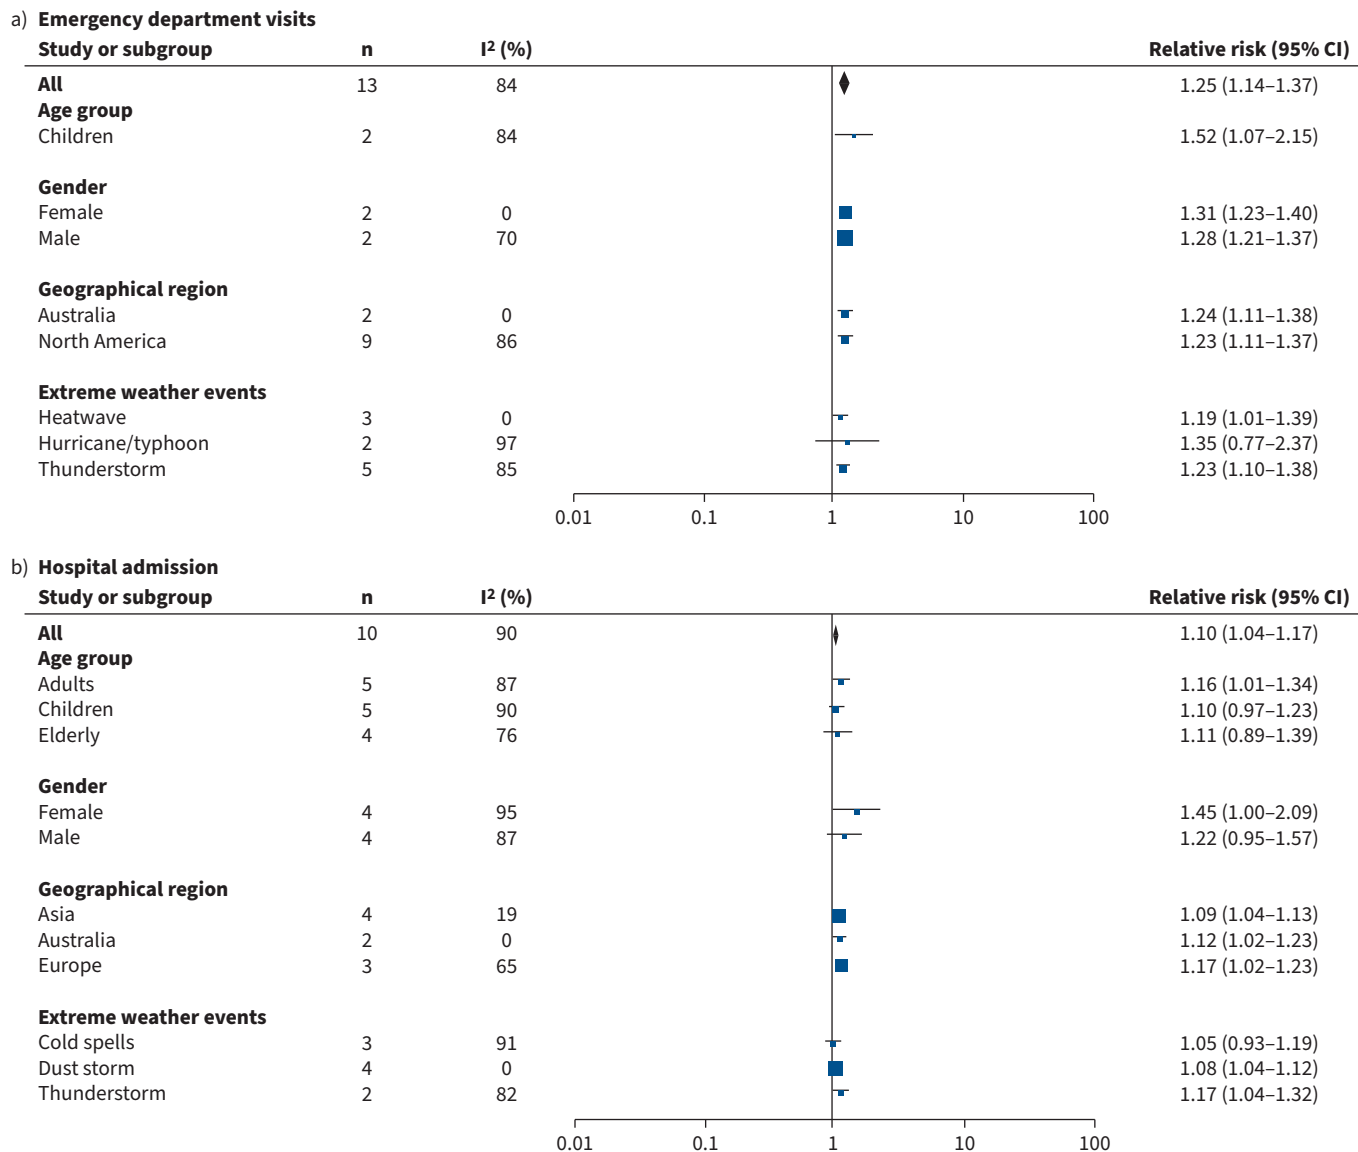 a) Emergency department visits
Study or subgroup n I² (%) Relative risk (95% CI)
All 13 84 1.25 (1.14–1.37)
Age group
Children 2 84 1.52 (1.07–2.15)
Gender
Female 2 0 1.31 (1.23–1.40)
Male 2 70 1.28 (1.21–1.37)
Geographical region
Australia 2 0 1.24 (1.11–1.38)
North America 9 86 1.23 (1.11–1.37)
Extreme weather events
Heatwave 3 0 1.19 (1.01–1.39)
Hurricane/typhoon 2 97 1.35 (0.77–2.37)
Thunderstorm 5 85 1.23 (1.10–1.38)
0.01 0.1 1 10 100
b) Hospital admission
Study or subgroup n I² (%) Relative risk (95% CI)
All 10 90 1.10 (1.04–1.17)
Age group
Adults 5 87 1.16 (1.01–1.34)
Children 5 90 1.10 (0.97–1.23)
Elderly 4 76 1.11 (0.89–1.39)
Gender
Female 4 95 1.45 (1.00–2.09)
Male 4 87 1.22 (0.95–1.57)
Geographical region
Asia 4 19 1.09 (1.04–1.13)
Australia 2 0 1.12 (1.02–1.23)
Europe 3 65 1.17 (1.02–1.23)
Extreme weather events
Cold spells 3 91 1.05 (0.93–1.19)
Dust storm 4 0 1.08 (1.04–1.12)
Thunderstorm 2 82 1.17 (1.04–1.32)
0.01 0.1 1 10 100